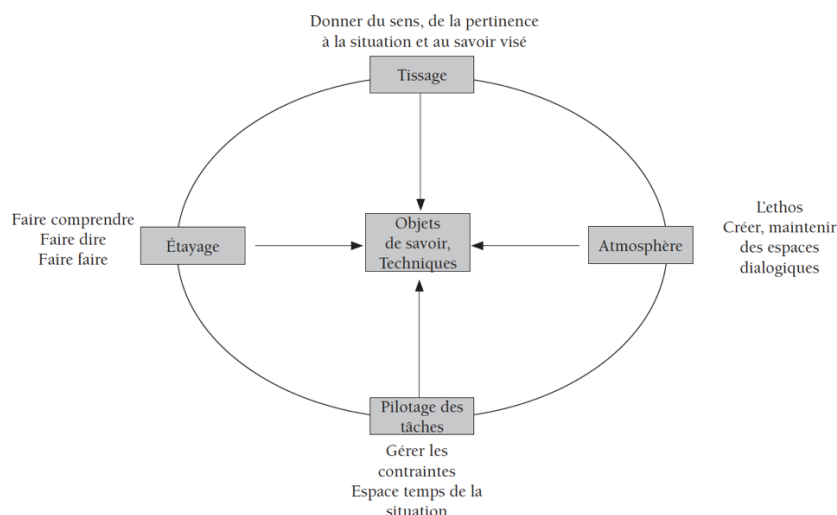 Donner du sens, de la pertinence
à la situation et au savoir visé
Tissage
Faire comprendre
Faire dire
Faire faire
Étayage
Objets
de savoir,
Techniques
Atmosphère
L'ethos
Créer, maintenir
des espaces
dialogiques
Pilotage des
tâches
Gérer les
contraintes
Espace temps de la
situation